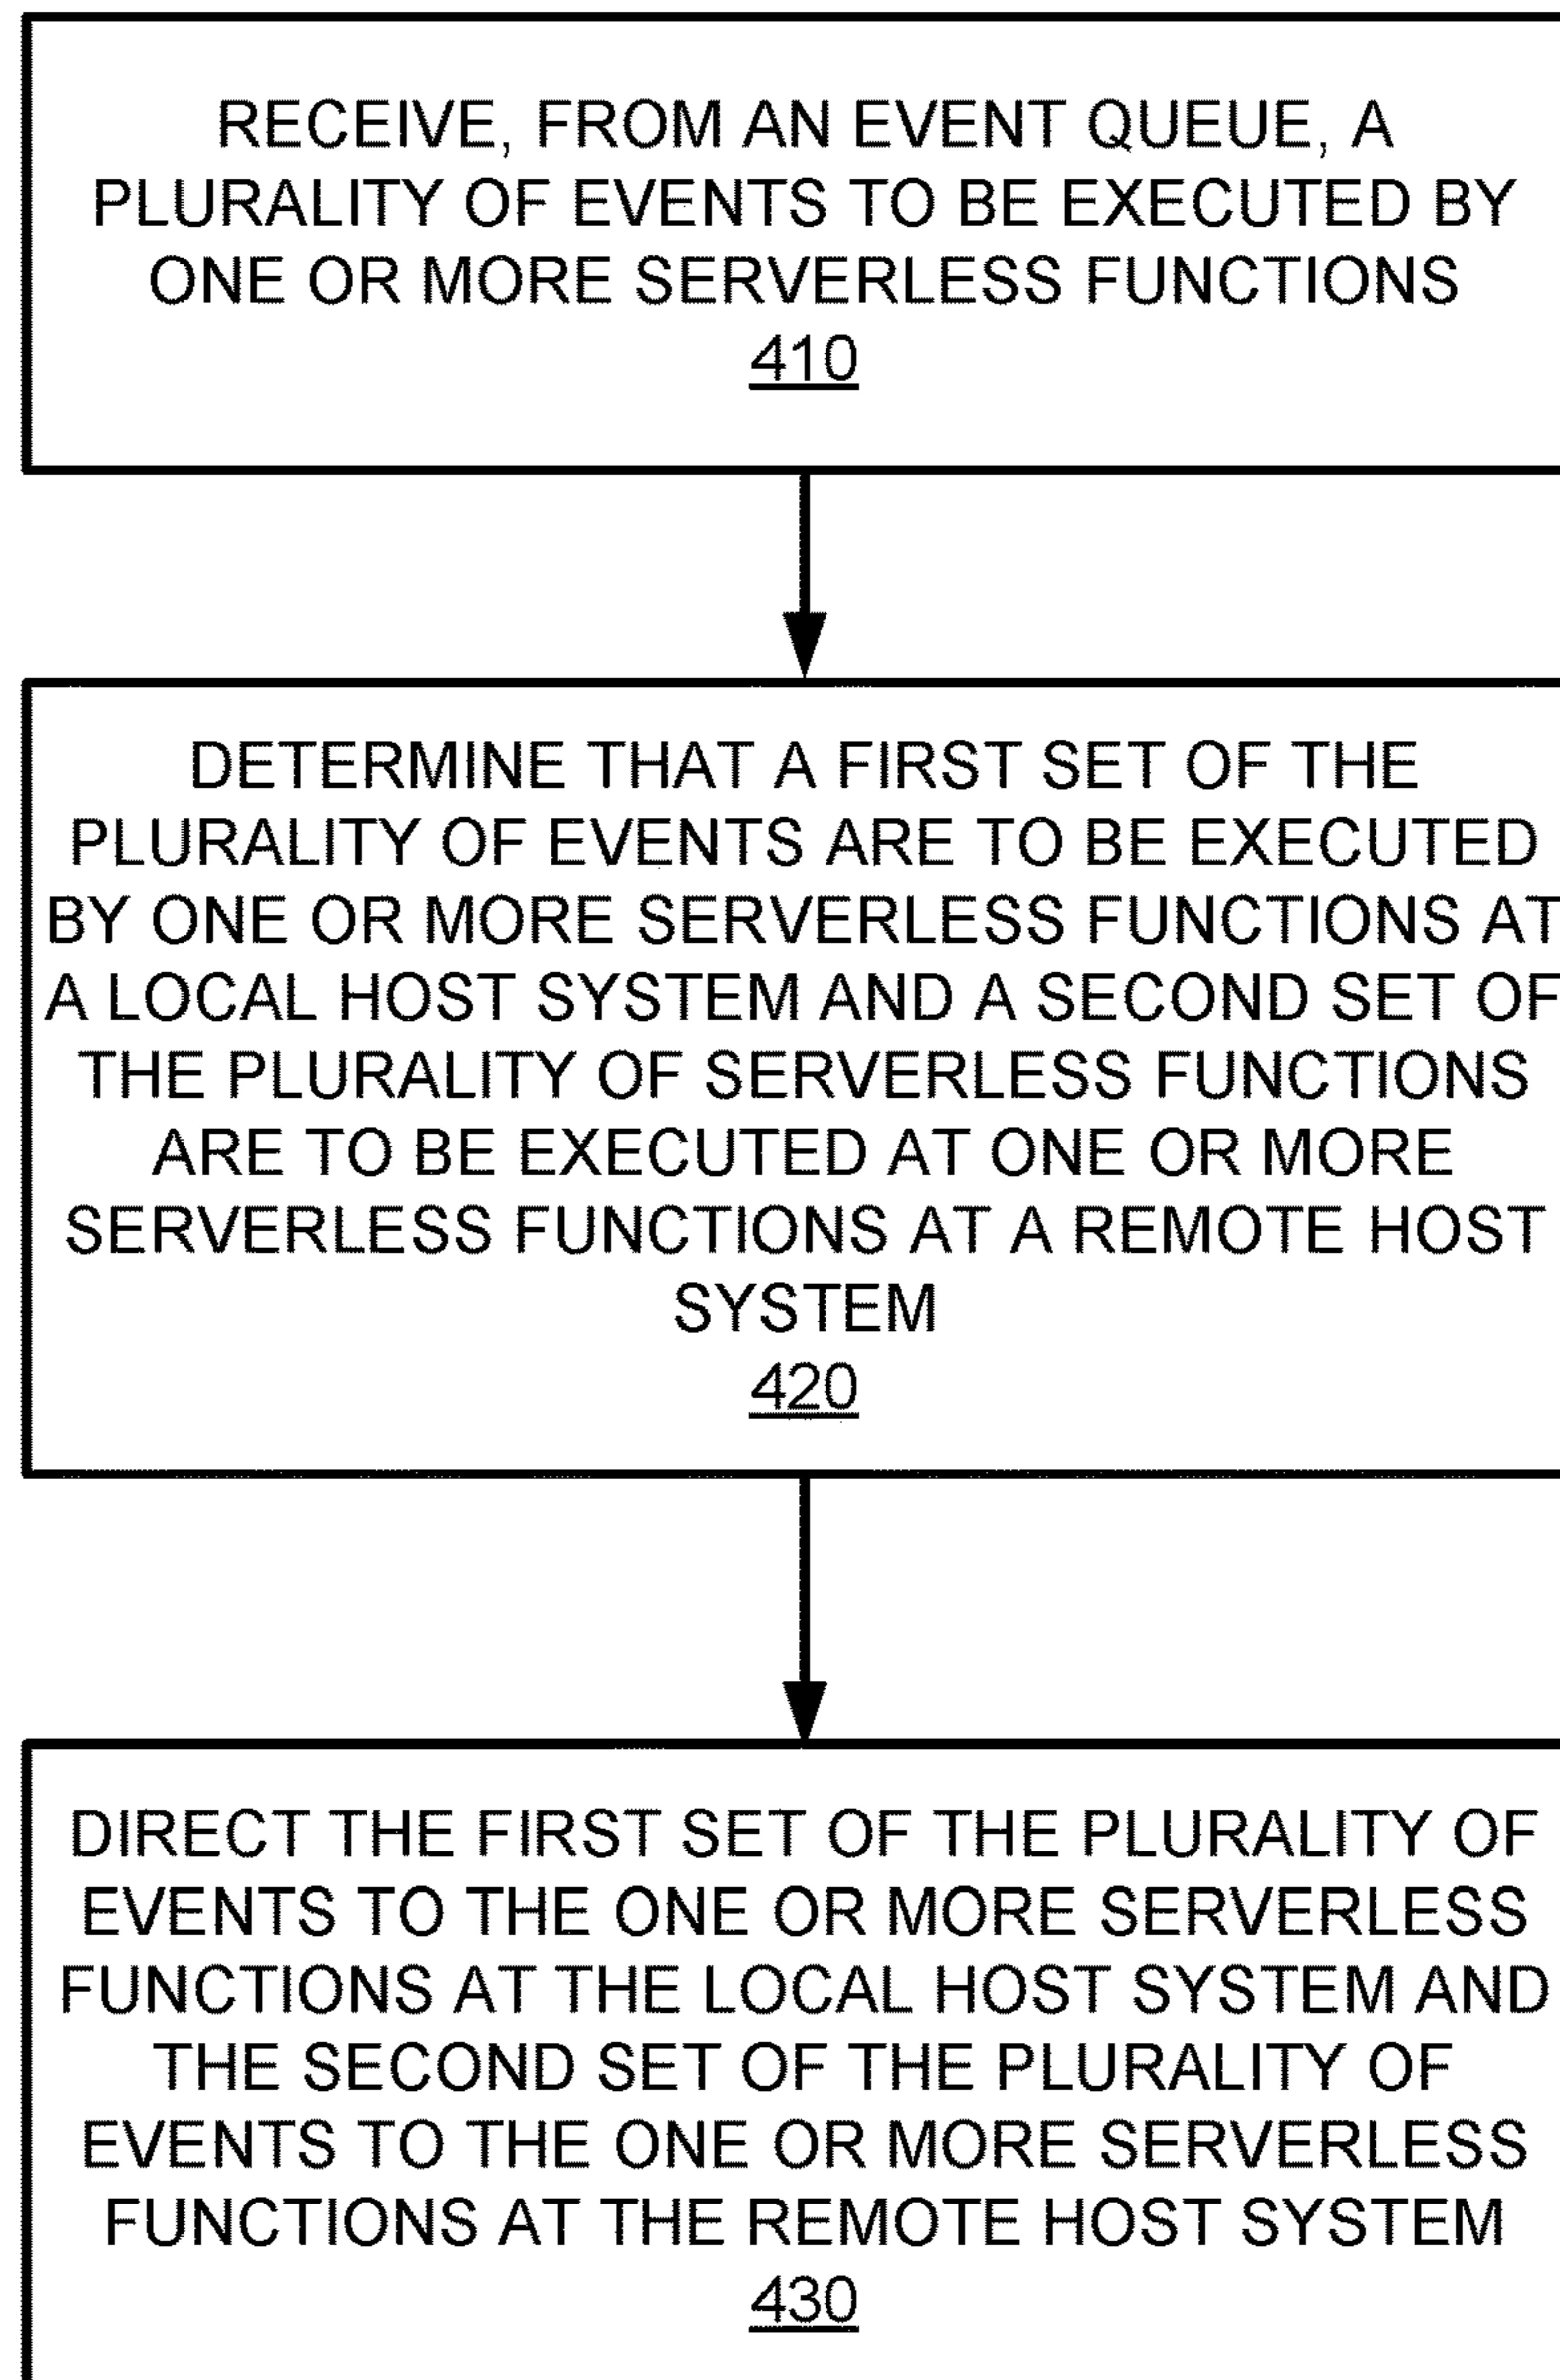 RECEIVE, FROM AN EVENT QUEUE, A
PLURALITY OF EVENTS TO BE EXECUTED BY
ONE OR MORE SERVERLESS FUNCTIONS
410
DETERMINE THAT A FIRST SET OF THE
PLURALITY OF EVENTS ARE TO BE EXECUTED
BY ONE OR MORE SERVERLESS FUNCTIONS AT
A LOCAL HOST SYSTEM AND A SECOND SET OF
THE PLURALITY OF SERVERLESS FUNCTIONS
ARE TO BE EXECUTED AT ONE OR MORE
SERVERLESS FUNCTIONS AT A REMOTE HOST
SYSTEM
420
DIRECT THE FIRST SET OF THE PLURALITY OF
EVENTS TO THE ONE OR MORE SERVERLESS
FUNCTIONS AT THE LOCAL HOST SYSTEM AND
THE SECOND SET OF THE PLURALITY OF
EVENTS TO THE ONE OR MORE SERVERLESS
FUNCTIONS AT THE REMOTE HOST SYSTEM
430